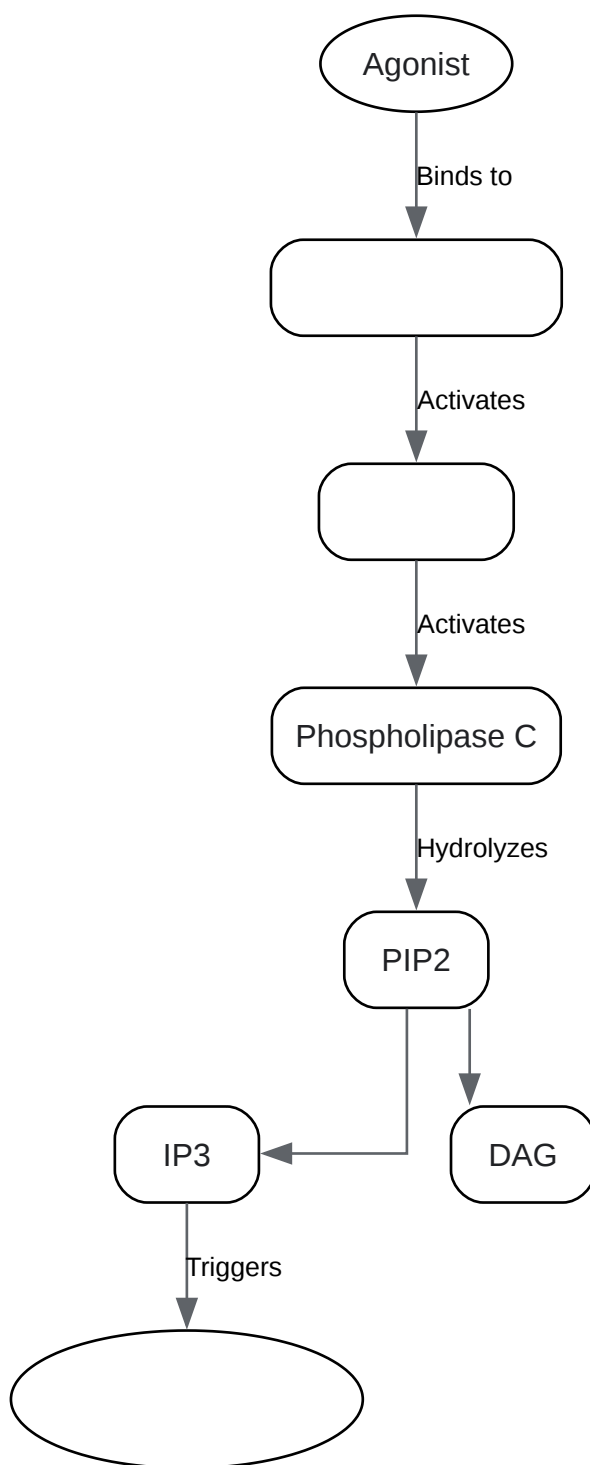 Agonist
Binds to
Activates
Activates
Phospholipase C
Hydrolyzes
PIP2
IP3
DAG
Triggers